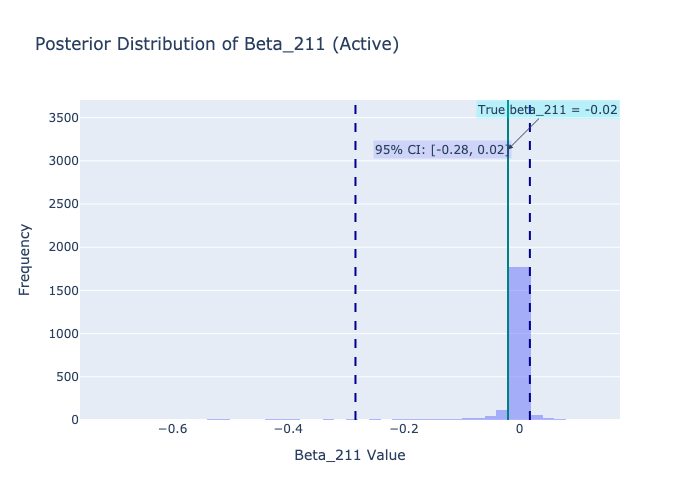 Posterior Distribution of Beta_211 (Active)
True beta_211 = -0.02
95% CI: [-0.28, 0.02]
3500
3000
2500
2000
1500
1000
500
0
Frequency
−0.6
−0.4
−0.2
0
Beta_211 Value